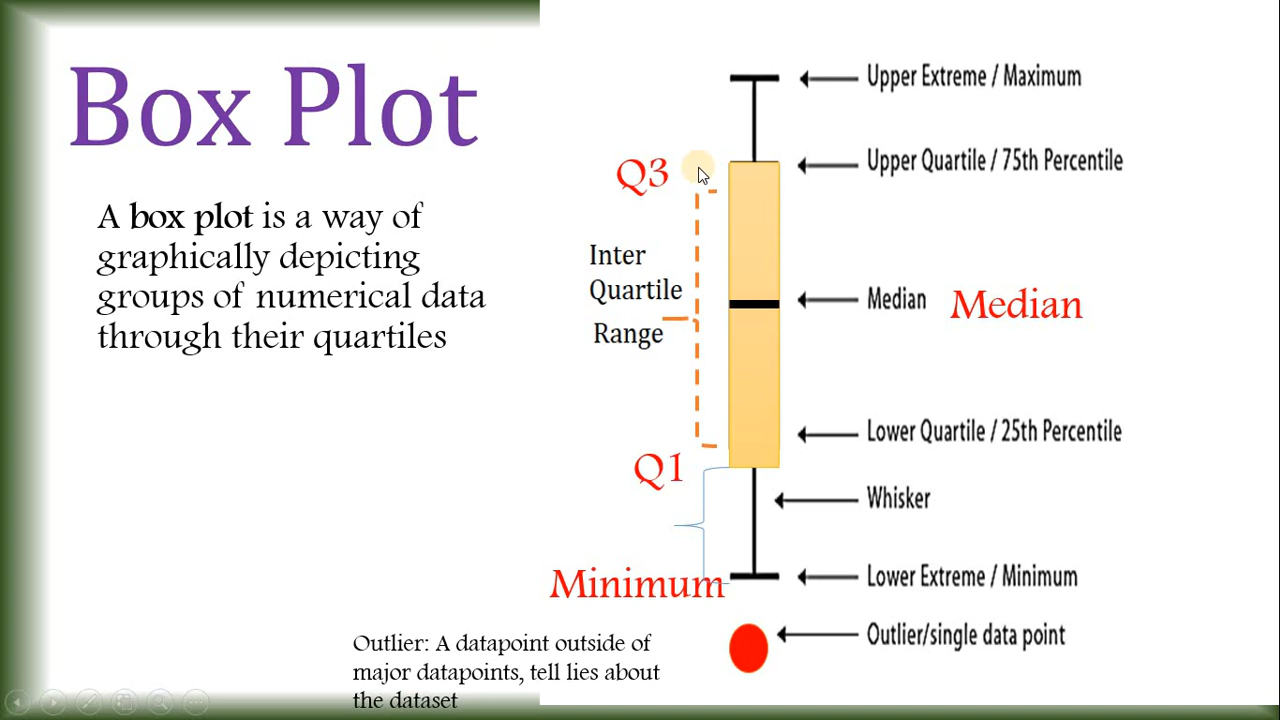 Box Plot
A box plot is a way of
graphically depicting
groups of numerical data
through their quartiles
Upper Extreme / Maximum
Q3
Upper Quartile / 75th Percentile
Inter
Quartile
Range
Median
Median
Lower Quartile / 25th Percentile
Q1
Whisker
Minimum
Lower Extreme / Minimum
Outlier/single data point
Outlier: A datapoint outside of
major datapoints, tell lies about
the dataset